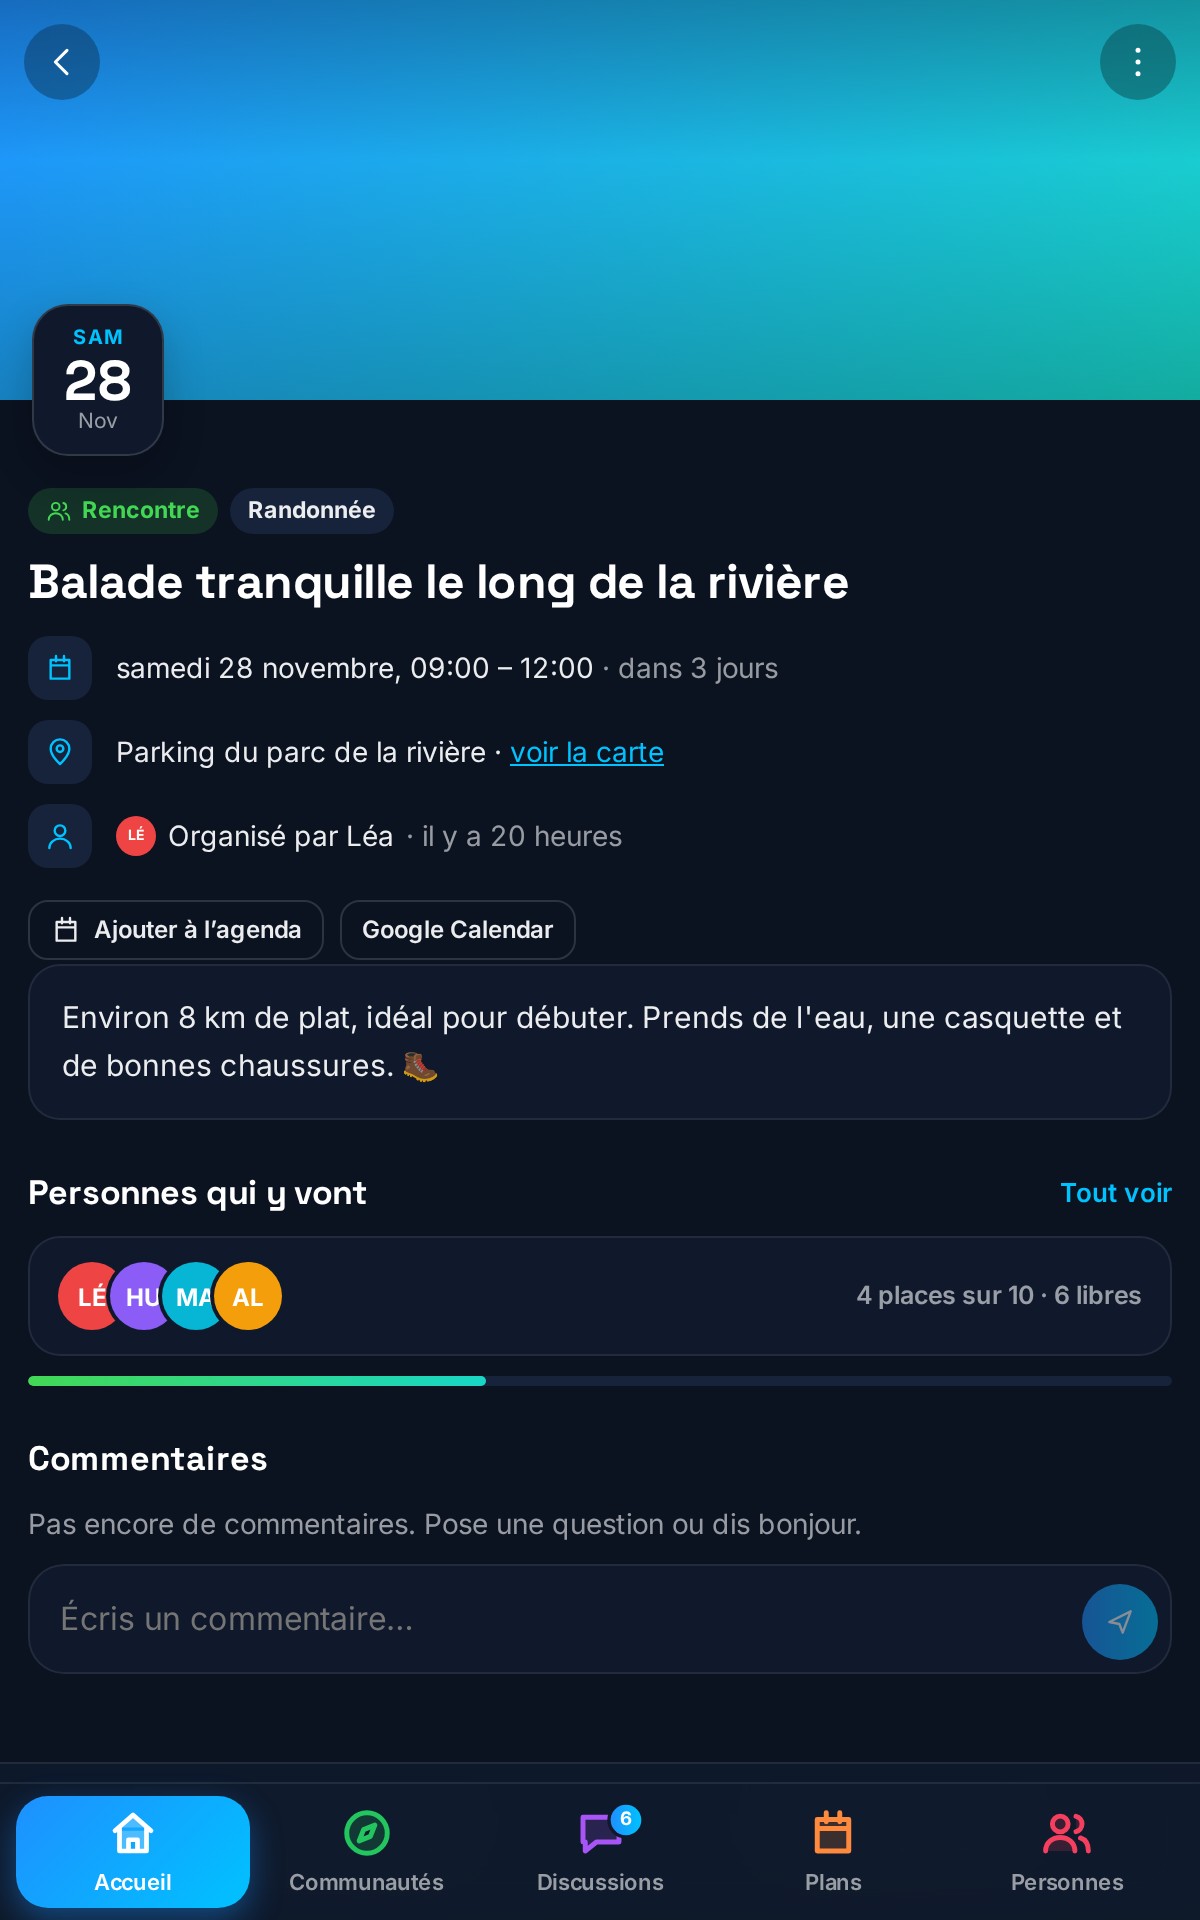 SAM
28
Nov
Rencontre
Randonnée
Balade tranquille le long de la rivière
samedi 28 novembre, 09:00 – 12:00 · dans 3 jours
Parking du parc de la rivière · voir la carte
LÉ Organisé par Léa · il y a 20 heures
Ajouter à l’agenda
Google Calendar
Environ 8 km de plat, idéal pour débuter. Prends de l'eau, une casquette et
de bonnes chaussures. 🥾
Personnes qui y vont
Tout voir
LÉ HU MA AL
4 places sur 10 · 6 libres
Commentaires
Pas encore de commentaires. Pose une question ou dis bonjour.
Écris un commentaire...
6
Accueil
Communautés
Discussions
Plans
Personnes